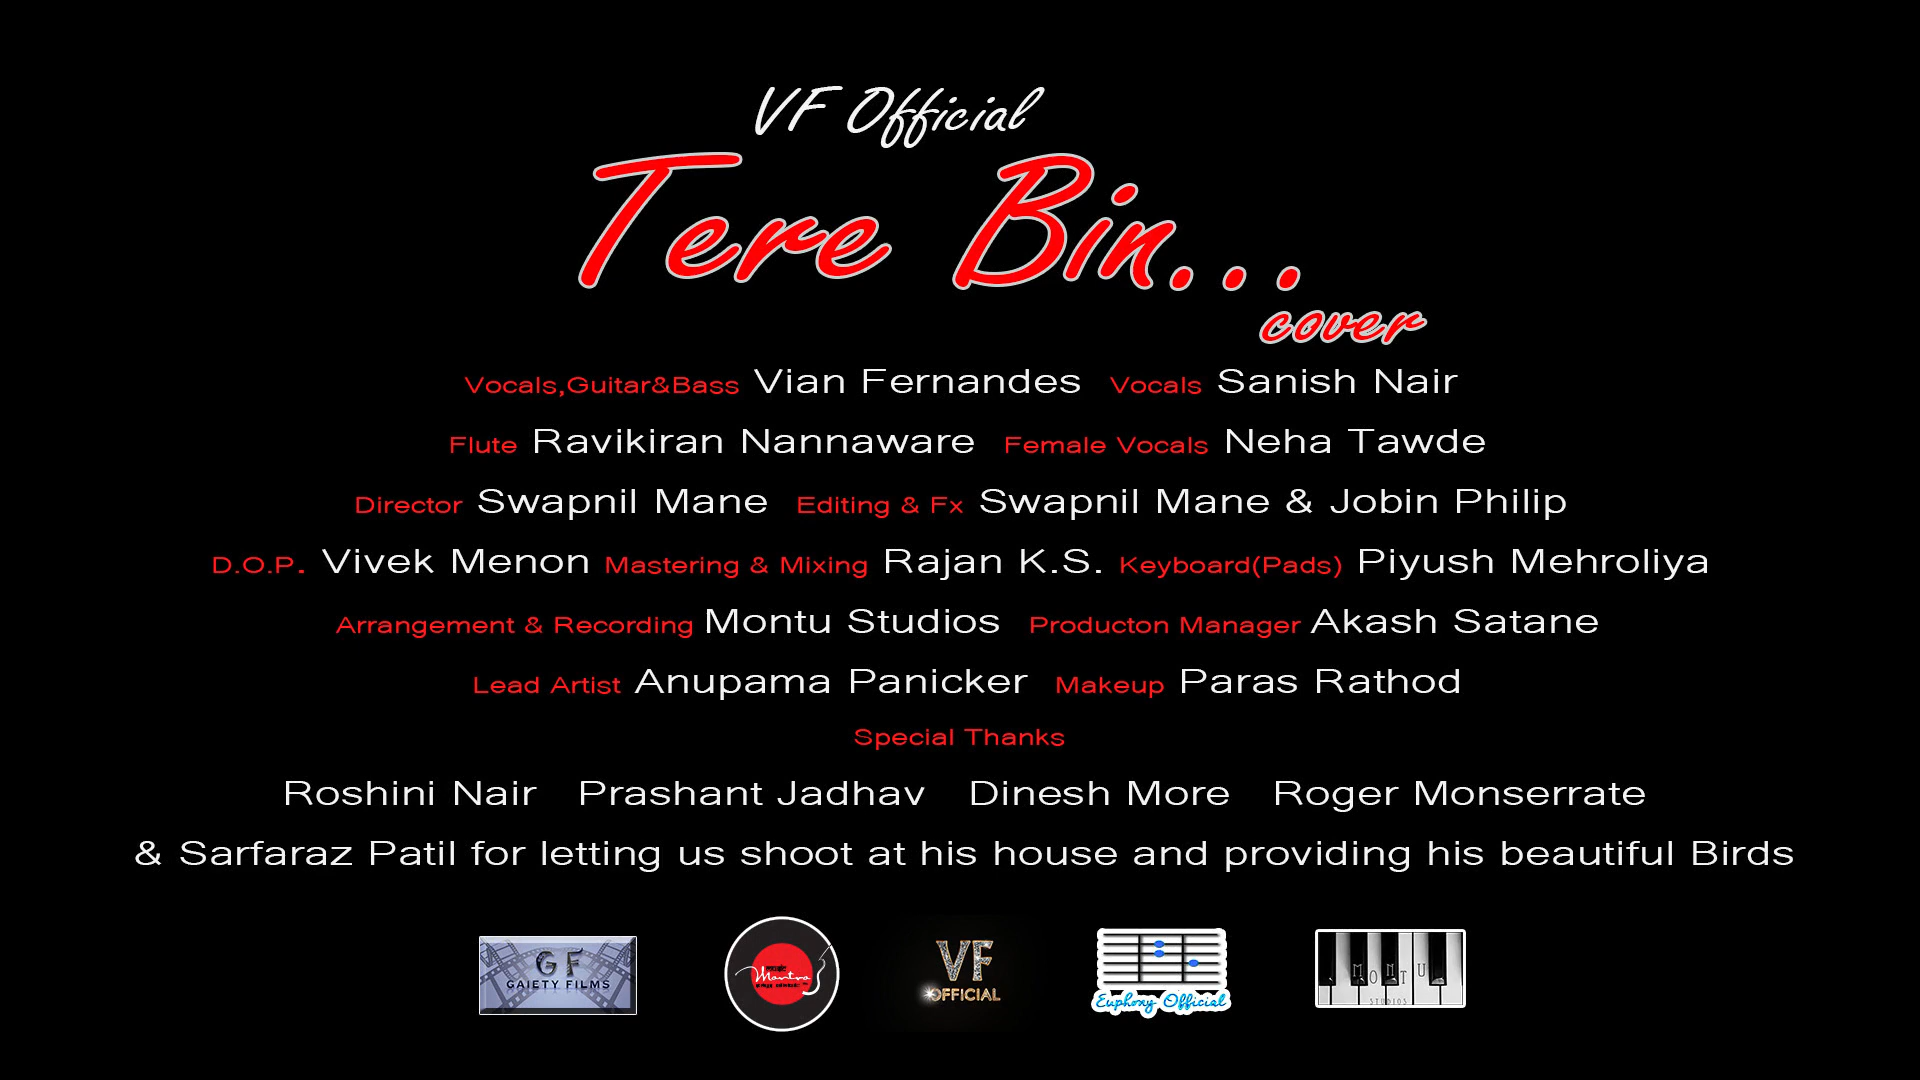 VF Official
Tere Bin...
cover
Vocals,Guitar&Bass Vian Fernandes Vocals Sanish Nair
Flute Ravikiran Nannaware Female Vocals Neha Tawde
Director Swapnil Mane Editing & Fx Swapnil Mane & Jobin Philip
D.O.P. Vivek Menon Mastering & Mixing Rajan K.S. Keyboard(Pads) Piyush Mehroliya
Arrangement & Recording Montu Studios Producton Manager Akash Satane
Lead Artist Anupama Panicker Makeup Paras Rathod
Special Thanks
Roshini Nair Prashant Jadhav Dinesh More Roger Monserrate
& Sarfaraz Patil for letting us shoot at his house and providing his beautiful Birds
GF
GAIETY FILMS
Mantra
VF
OFFICIAL
Euphony Official
MONTU
STUDIOS